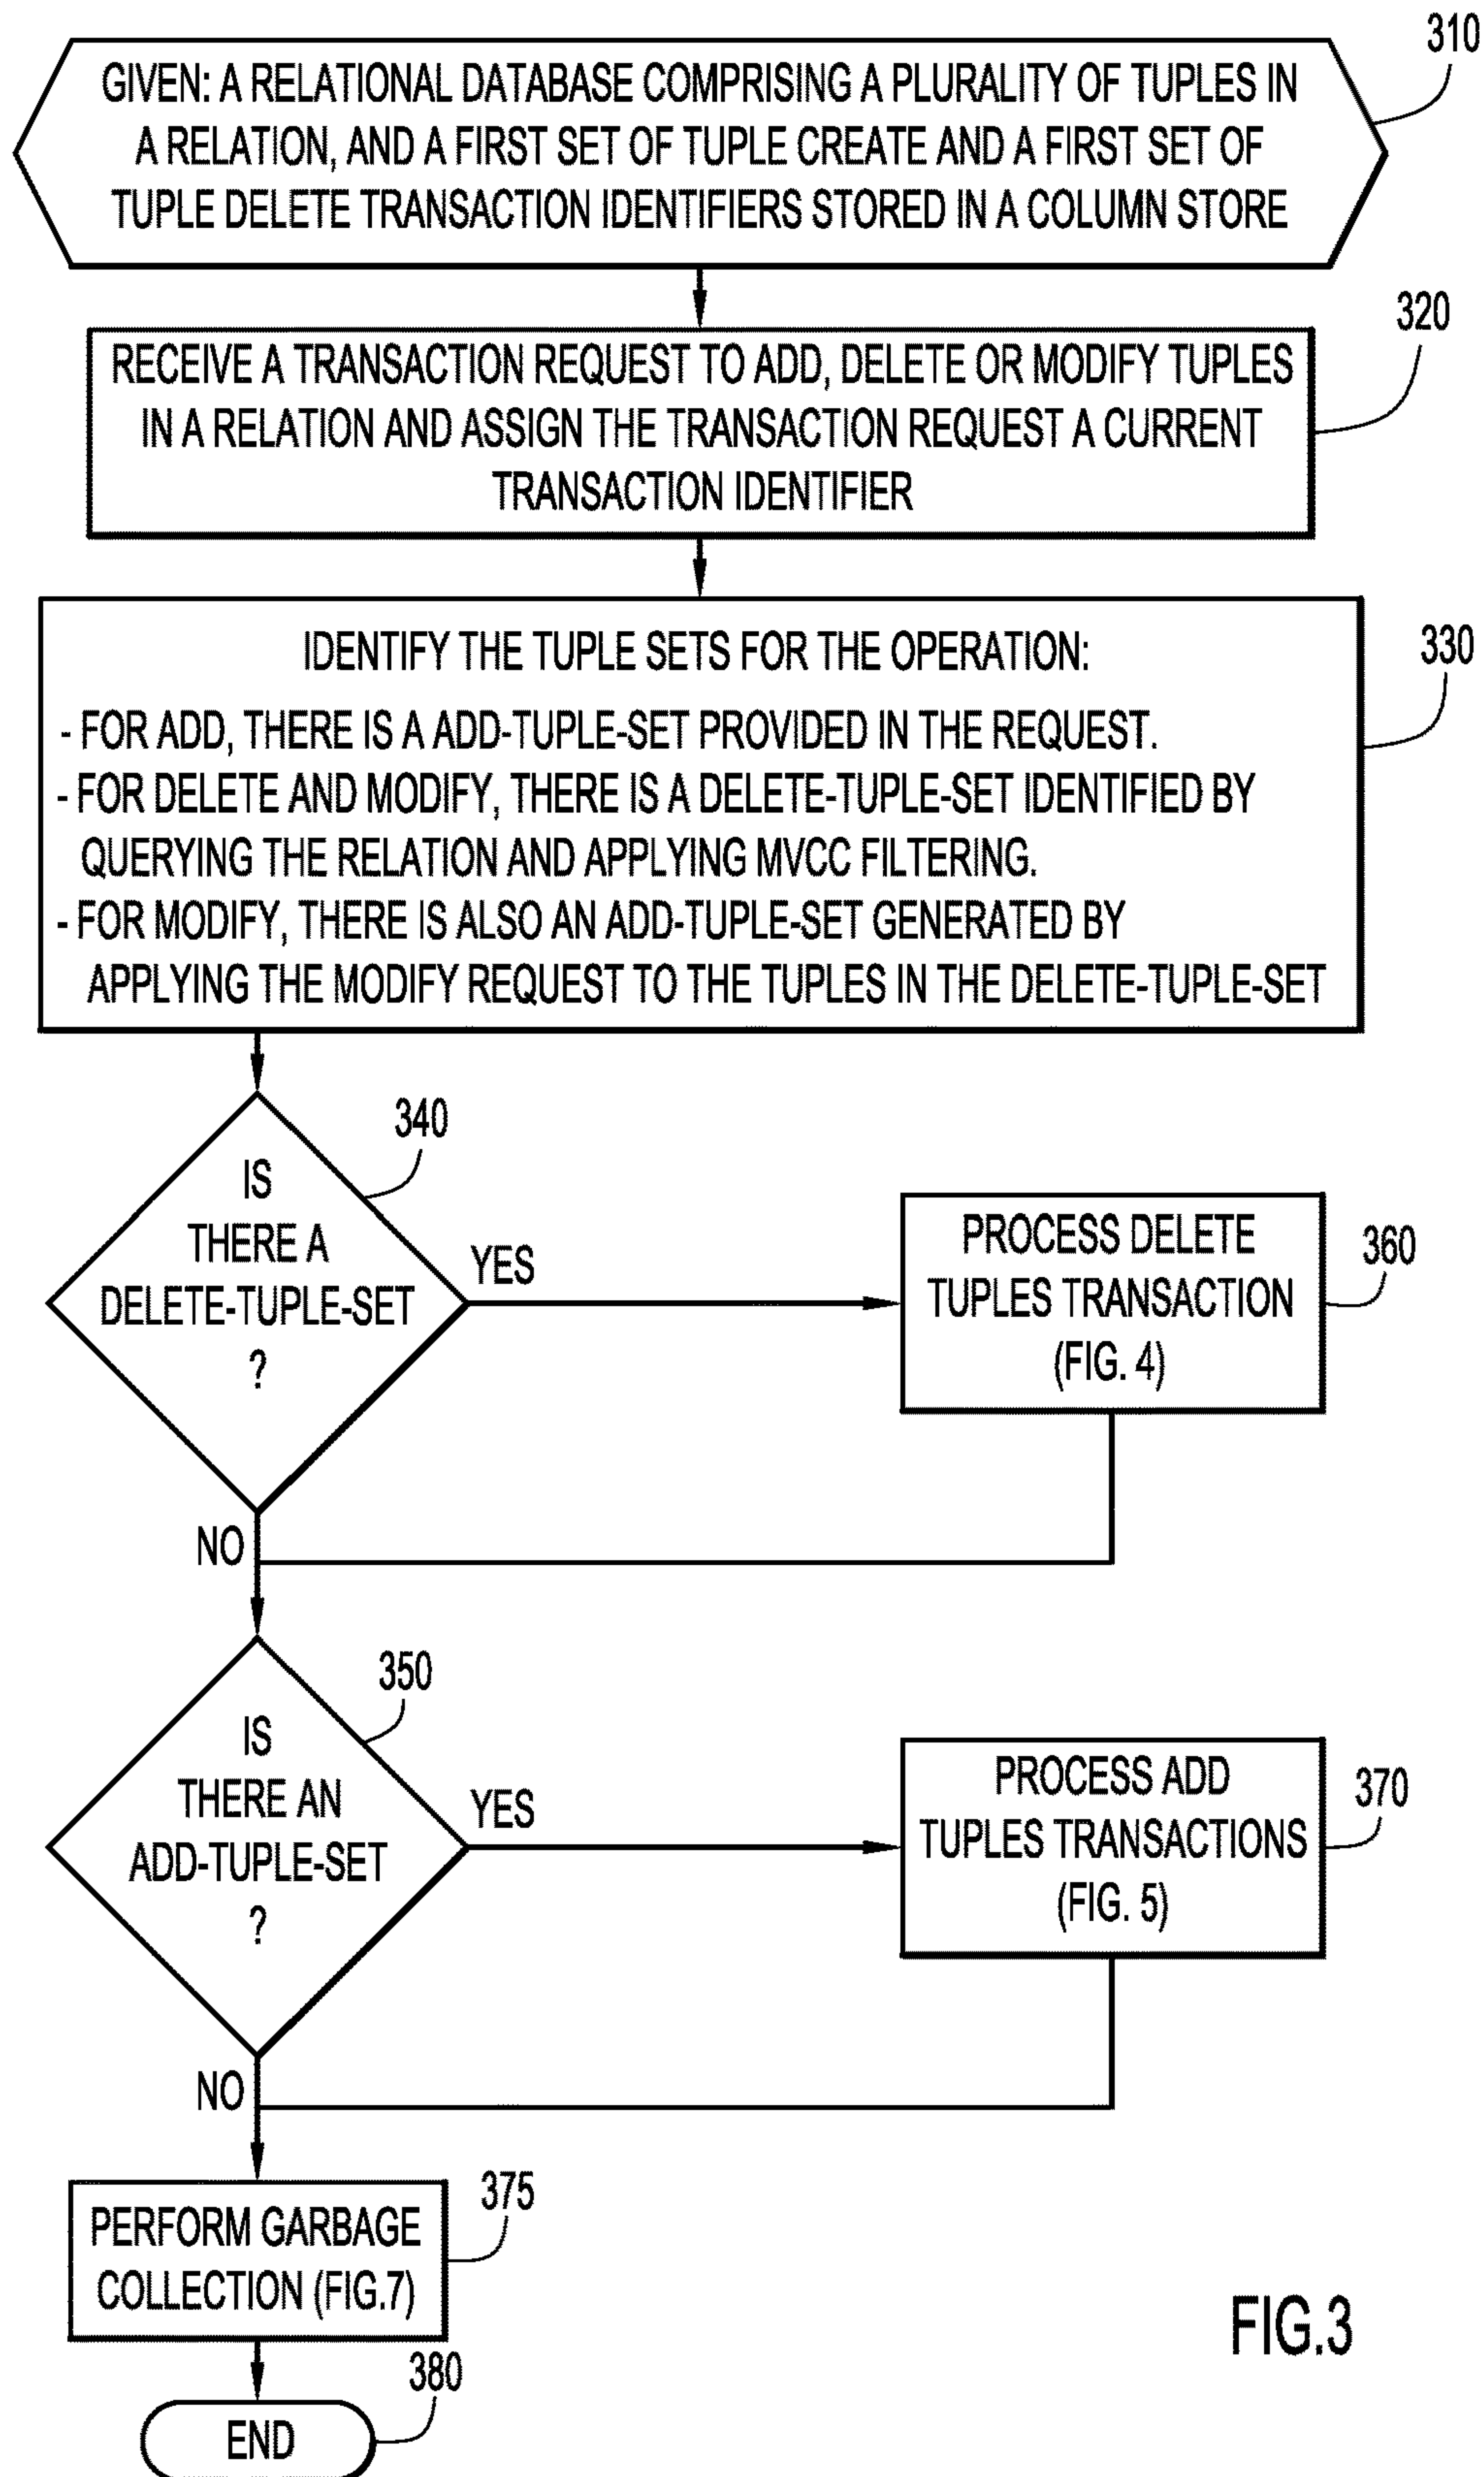 310
GIVEN: A RELATIONAL DATABASE COMPRISING A PLURALITY OF TUPLES IN
A RELATION, AND A FIRST SET OF TUPLE CREATE AND A FIRST SET OF
TUPLE DELETE TRANSACTION IDENTIFIERS STORED IN A COLUMN STORE
320
RECEIVE A TRANSACTION REQUEST TO ADD, DELETE OR MODIFY TUPLES
IN A RELATION AND ASSIGN THE TRANSACTION REQUEST A CURRENT
TRANSACTION IDENTIFIER
330
IDENTIFY THE TUPLE SETS FOR THE OPERATION:
- FOR ADD, THERE IS A ADD-TUPLE-SET PROVIDED IN THE REQUEST.
- FOR DELETE AND MODIFY, THERE IS A DELETE-TUPLE-SET IDENTIFIED BY
QUERYING THE RELATION AND APPLYING MVCC FILTERING.
- FOR MODIFY, THERE IS ALSO AN ADD-TUPLE-SET GENERATED BY
APPLYING THE MODIFY REQUEST TO THE TUPLES IN THE DELETE-TUPLE-SET
340
IS
THERE A
DELETE-TUPLE-SET
?
YES
NO
PROCESS DELETE
TUPLES TRANSACTION
(FIG. 4)
360
350
IS
THERE AN
ADD-TUPLE-SET
?
YES
NO
PROCESS ADD
TUPLES TRANSACTIONS
(FIG. 5)
370
375
PERFORM GARBAGE
COLLECTION (FIG.7)
380
END
FIG.3